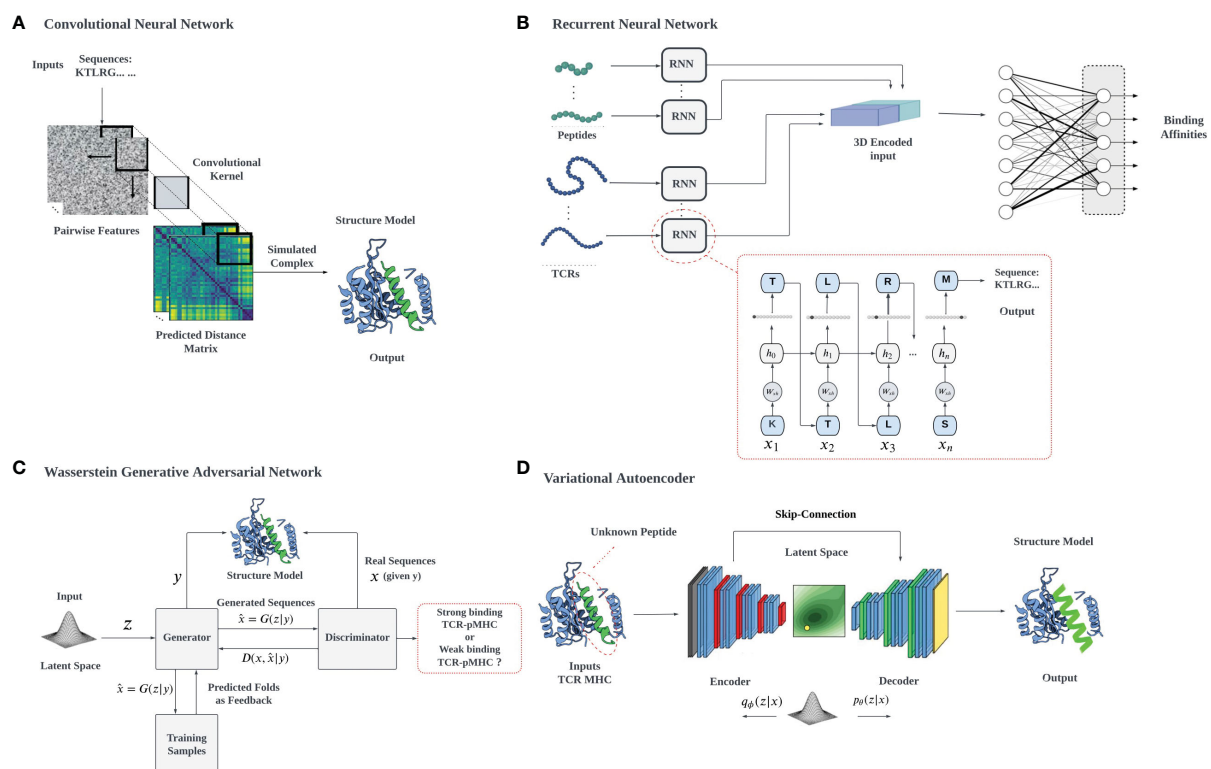 A Convolutional Neural Network
Inputs
Sequences:
KTLRG... ...
Convolutional
Kernel
Pairwise Features
Structure Model
Simulated
Complex
Predicted Distance
Matrix
Output
B Recurrent Neural Network
RNN
RNN
Peptides
RNN
RNN
TCRs
3D Encoded
input
Binding
Affinities
T L R M
Sequence:
KTLRG...
Output
h₀ h₁ h₂ ... hₙ
Wₓₕ Wₓₕ Wₓₕ Wₓₕ
K T L S
x₁ x₂ x₃ xₙ
C Wasserstein Generative Adversarial Network
Structure Model
y
Real Sequences
x (given y)
Input
z
Latent Space
Generator
Generated Sequences
x̂ = G(z|y)
D(x, x̂|y)
Discriminator
Strong binding
TCR-pMHC
or
Weak binding
TCR-pMHC ?
x̂ = G(z|y)
Predicted Folds
as Feedback
Training
Samples
D Variational Autoencoder
Unknown Peptide
Skip-Connection
Latent Space
Structure Model
Inputs
TCR MHC
Encoder
Decoder
Output
qϕ(z|x)
pθ(z|x)